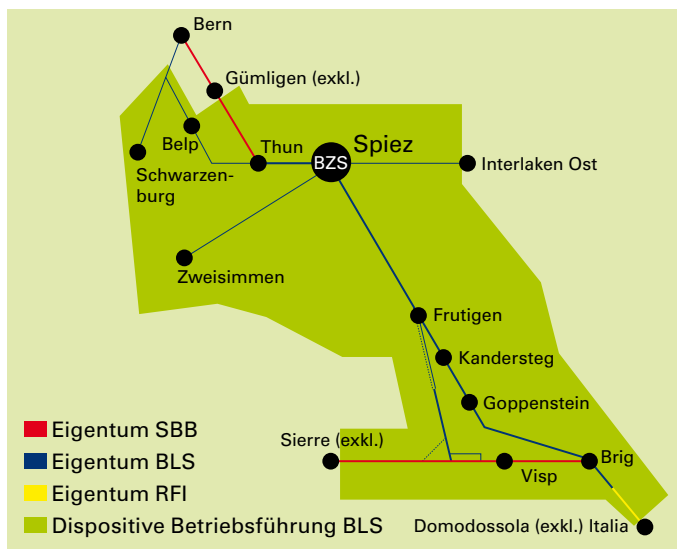 Bern
Gümligen (exkl.)
Belp
Thun
Spiez
BZS
Interlaken Ost
Schwarzen-
burg
Zweisimmen
Frutigen
Kandersteg
Goppenstein
Eigentum SBB
Sierre (exkl.)
Eigentum BLS
Brig
Visp
Eigentum RFI
Dispositive Betriebsführung BLS
Domodossola (exkl.) Italia